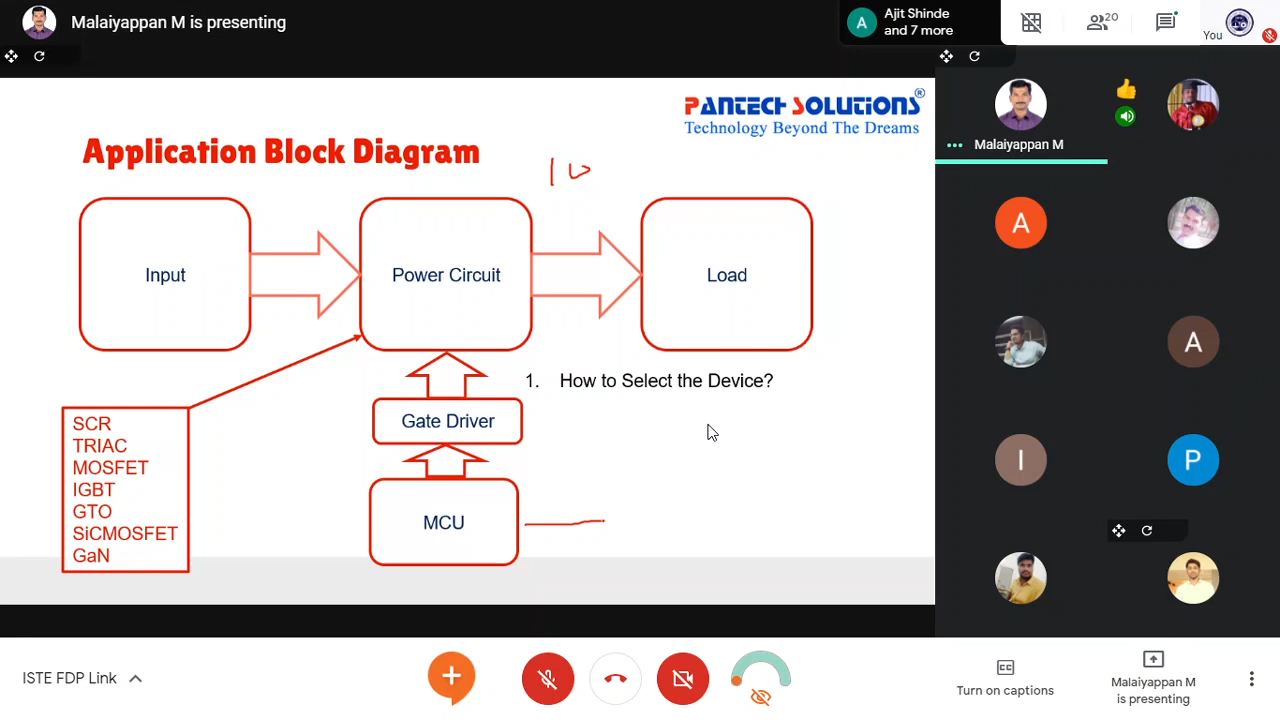 Malaiyappan M is presenting
Ajit Shinde
and 7 more
A
20
You
PANTECH SOLUTIONS®
Technology Beyond The Dreams
Application Block Diagram
Input
Power Circuit
Load
1. How to Select the Device?
Gate Driver
MCU
SCR
TRIAC
MOSFET
IGBT
GTO
SiCMOSFET
GaN
Malaiyappan M
A
A
I
P
ISTE FDP Link
Turn on captions
Malaiyappan M
is presenting